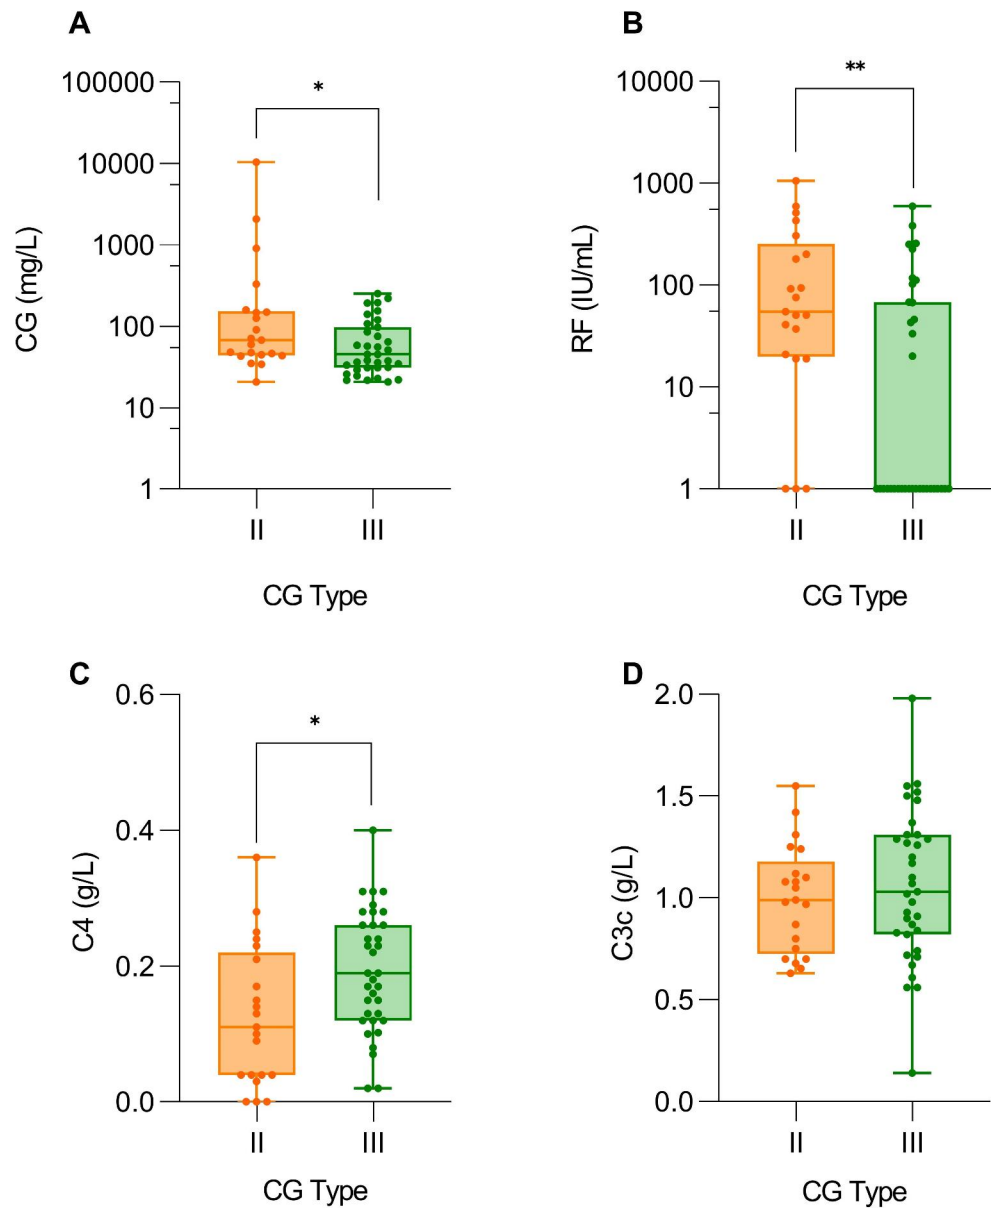 A
100000
10000
1000
100
10
1
CG (mg/L)
*
II III
CG Type
B
10000
1000
100
10
1
RF (IU/mL)
**
II III
CG Type
C
0.6
0.4
0.2
0.0
C4 (g/L)
*
II III
CG Type
D
2.0
1.5
1.0
0.5
0.0
C3c (g/L)
II III
CG Type